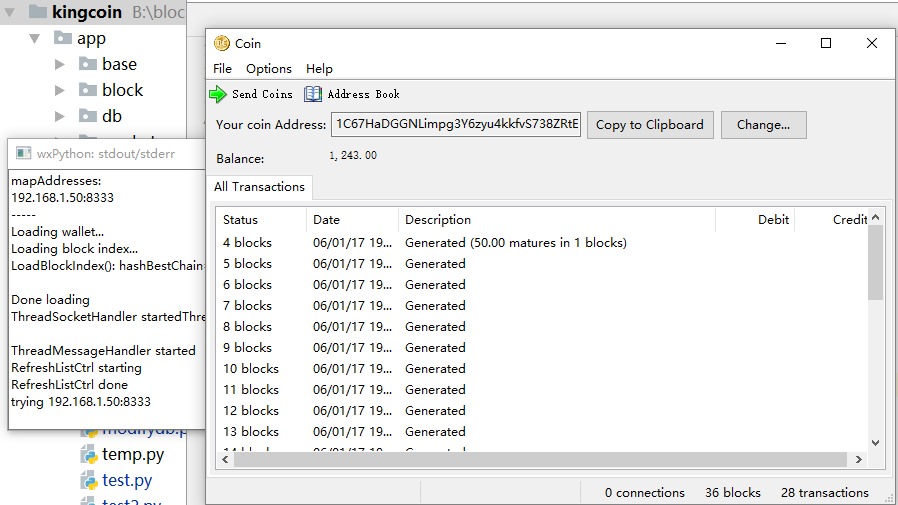 kingcoin B:\bloc
app
base
block
db
wxPython: stdout/stderr
mapAddresses:
192.168.1.50:8333
-----
Loading wallet...
Loading block index...
LoadBlockIndex(): hashBestChain
Done loading
ThreadSocketHandler startedThre
ThreadMessageHandler started
RefreshListCtrl starting
RefreshListCtrl done
trying 192.168.1.50:8333
modifydb.p
temp.py
test.py
test2.py
Coin
File Options Help
Send Coins Address Book
Your coin Address: 1C67HaDGGNLimpg3Y6zyu4kkfvS738ZRtE Copy to Clipboard Change...
Balance: 1,243.00
All Transactions
Status Date Description Debit Credit
4 blocks 06/01/17 19... Generated (50.00 matures in 1 blocks)
5 blocks 06/01/17 19... Generated
6 blocks 06/01/17 19... Generated
7 blocks 06/01/17 19... Generated
8 blocks 06/01/17 19... Generated
9 blocks 06/01/17 19... Generated
10 blocks 06/01/17 19... Generated
11 blocks 06/01/17 19... Generated
12 blocks 06/01/17 19... Generated
13 blocks 06/01/17 19... Generated
14 blocks 06/01/17 19... Generated
0 connections 36 blocks 28 transactions